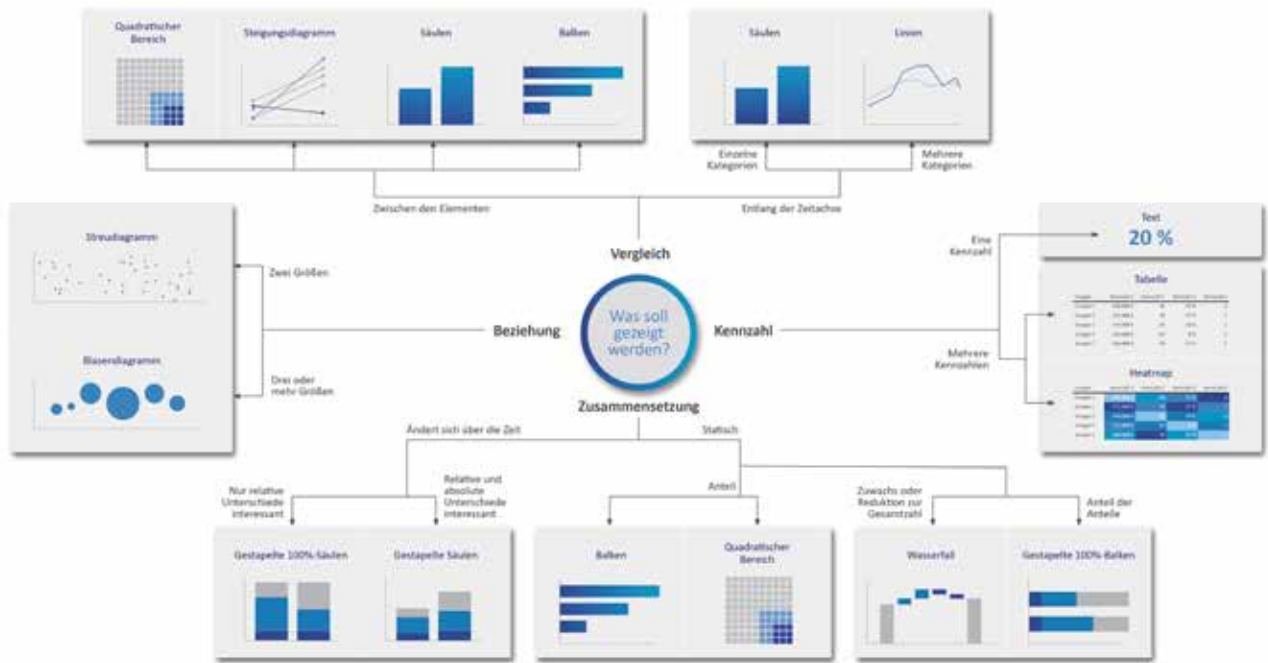 Quadratischer
Bereich
Steigungsdiagramm
Säulen
Balken
Säulen
Linien
Einzelne
Kategorien
Mehrere
Kategorien
Zwischen den Elementen
Entlang der Zeitachse
Vergleich
Streudiagramm
Zwei Größen
Blasendiagramm
Drei oder
mehr Größen
Beziehung
Was soll
gezeigt
werden?
Kennzahl
Eine
Kennzahl
Text
20 %
Mehrere
Kennzahlen
Tabelle
Heatmap
Zusammensetzung
Ändert sich über die Zeit
Statisch
Nur relative
Unterschiede
interessant
Relative und
absolute
Unterschiede
interessant
Anteil
Zuwachs oder
Reduktion zur
Gesamtzahl
Anteil der
Anteile
Gestapelte 100%-Säulen
Gestapelte Säulen
Balken
Quadratischer
Bereich
Wasserfall
Gestapelte 100%-Balken